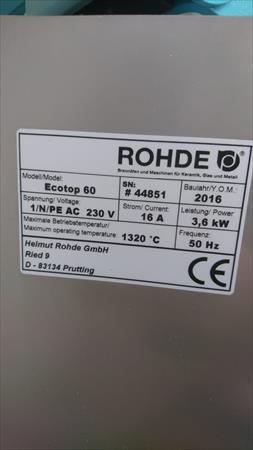 ROHDE
Brennöfen und Maschinen für Keramik, Glas und Metall
Modell/Model:
Ecotop 60
SN:
# 44851
Baujahr/Y.O.M.
2016
Spannung/ Voltage:
1/N/PE AC 230 V
Strom/ Current:
16 A
Leistung/ Power
3,6 kW
Maximale Betriebstemperatur/
Maximum operating temperature: 1320 °C
Frequenz:
50 Hz
Helmut Rohde GmbH
Ried 9
D - 83134 Prutting
CE